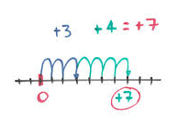 +3 +4 = +7
0 +7